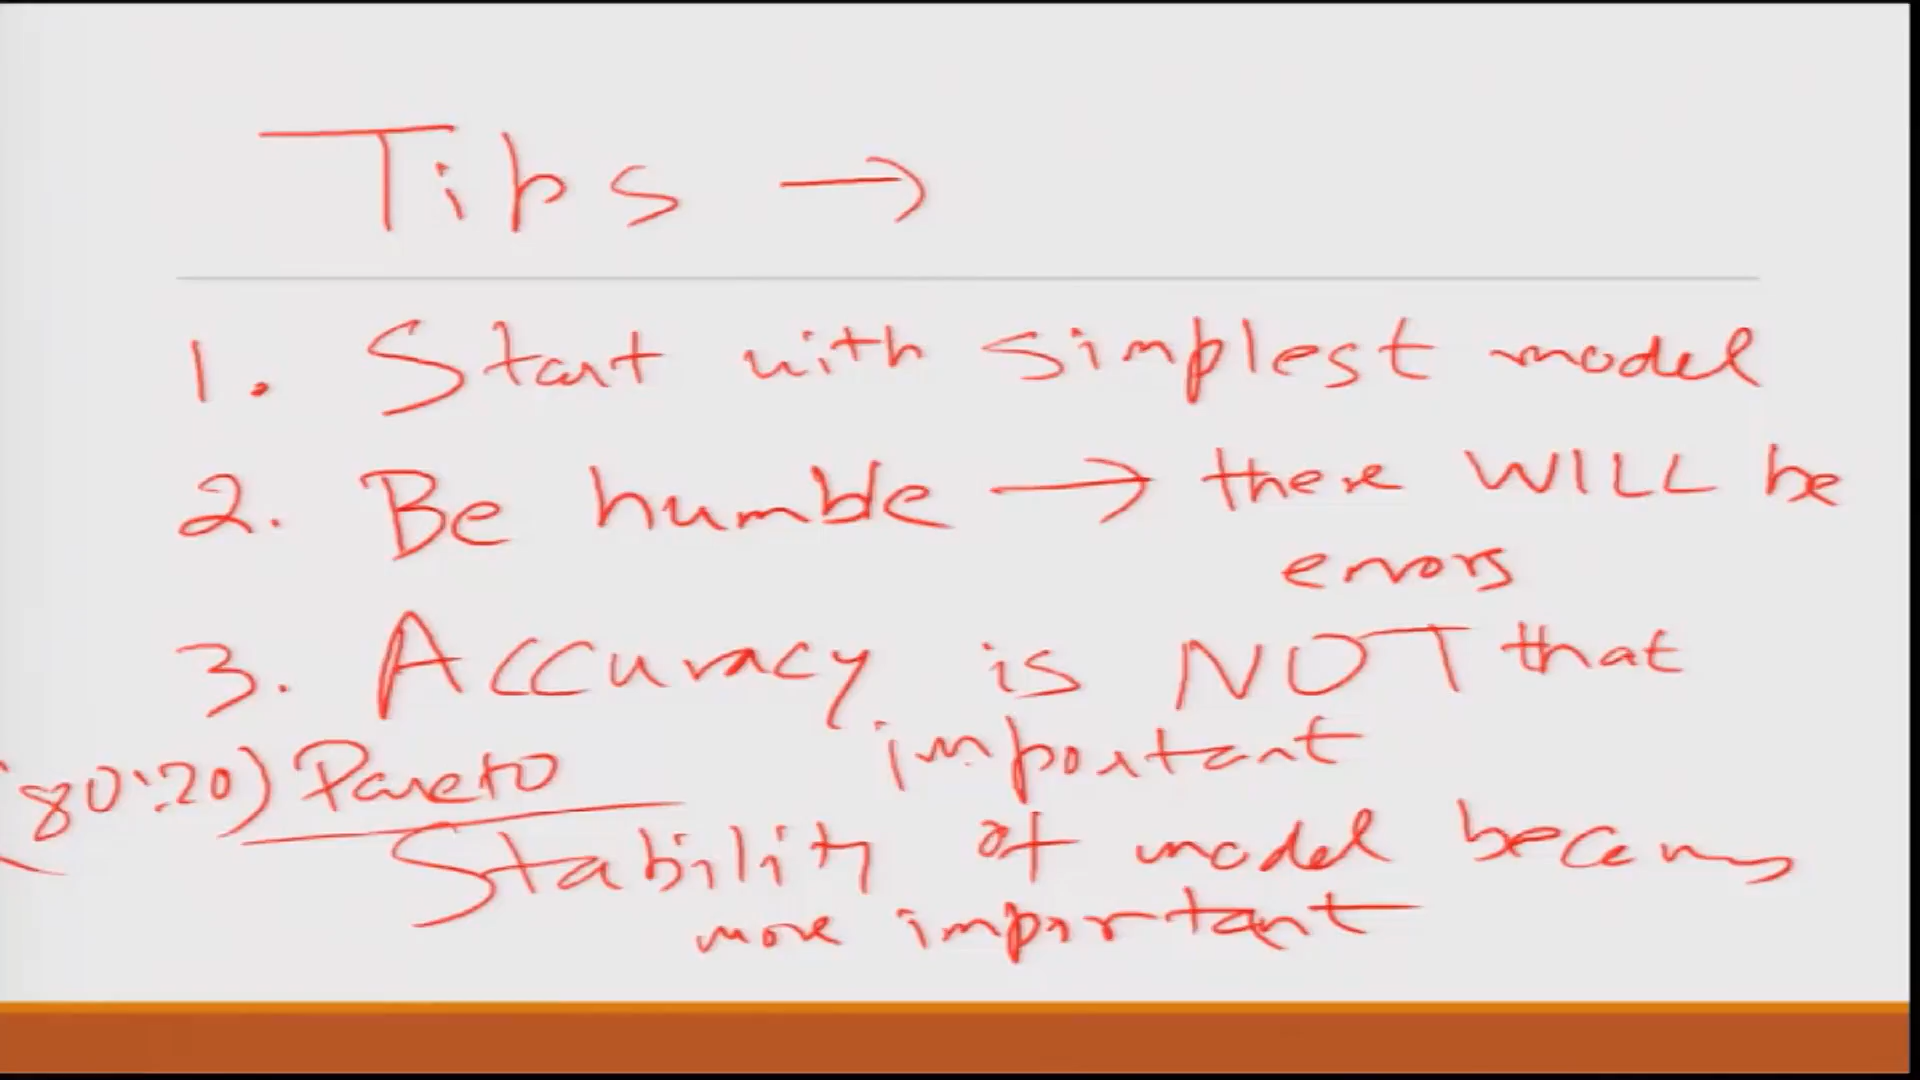 Tips →
1. Start with simplest model
2. Be humble → there WILL be
errors
3. Accuracy is NOT that
important
(80:20) Pareto
Stability of model becomes
more important